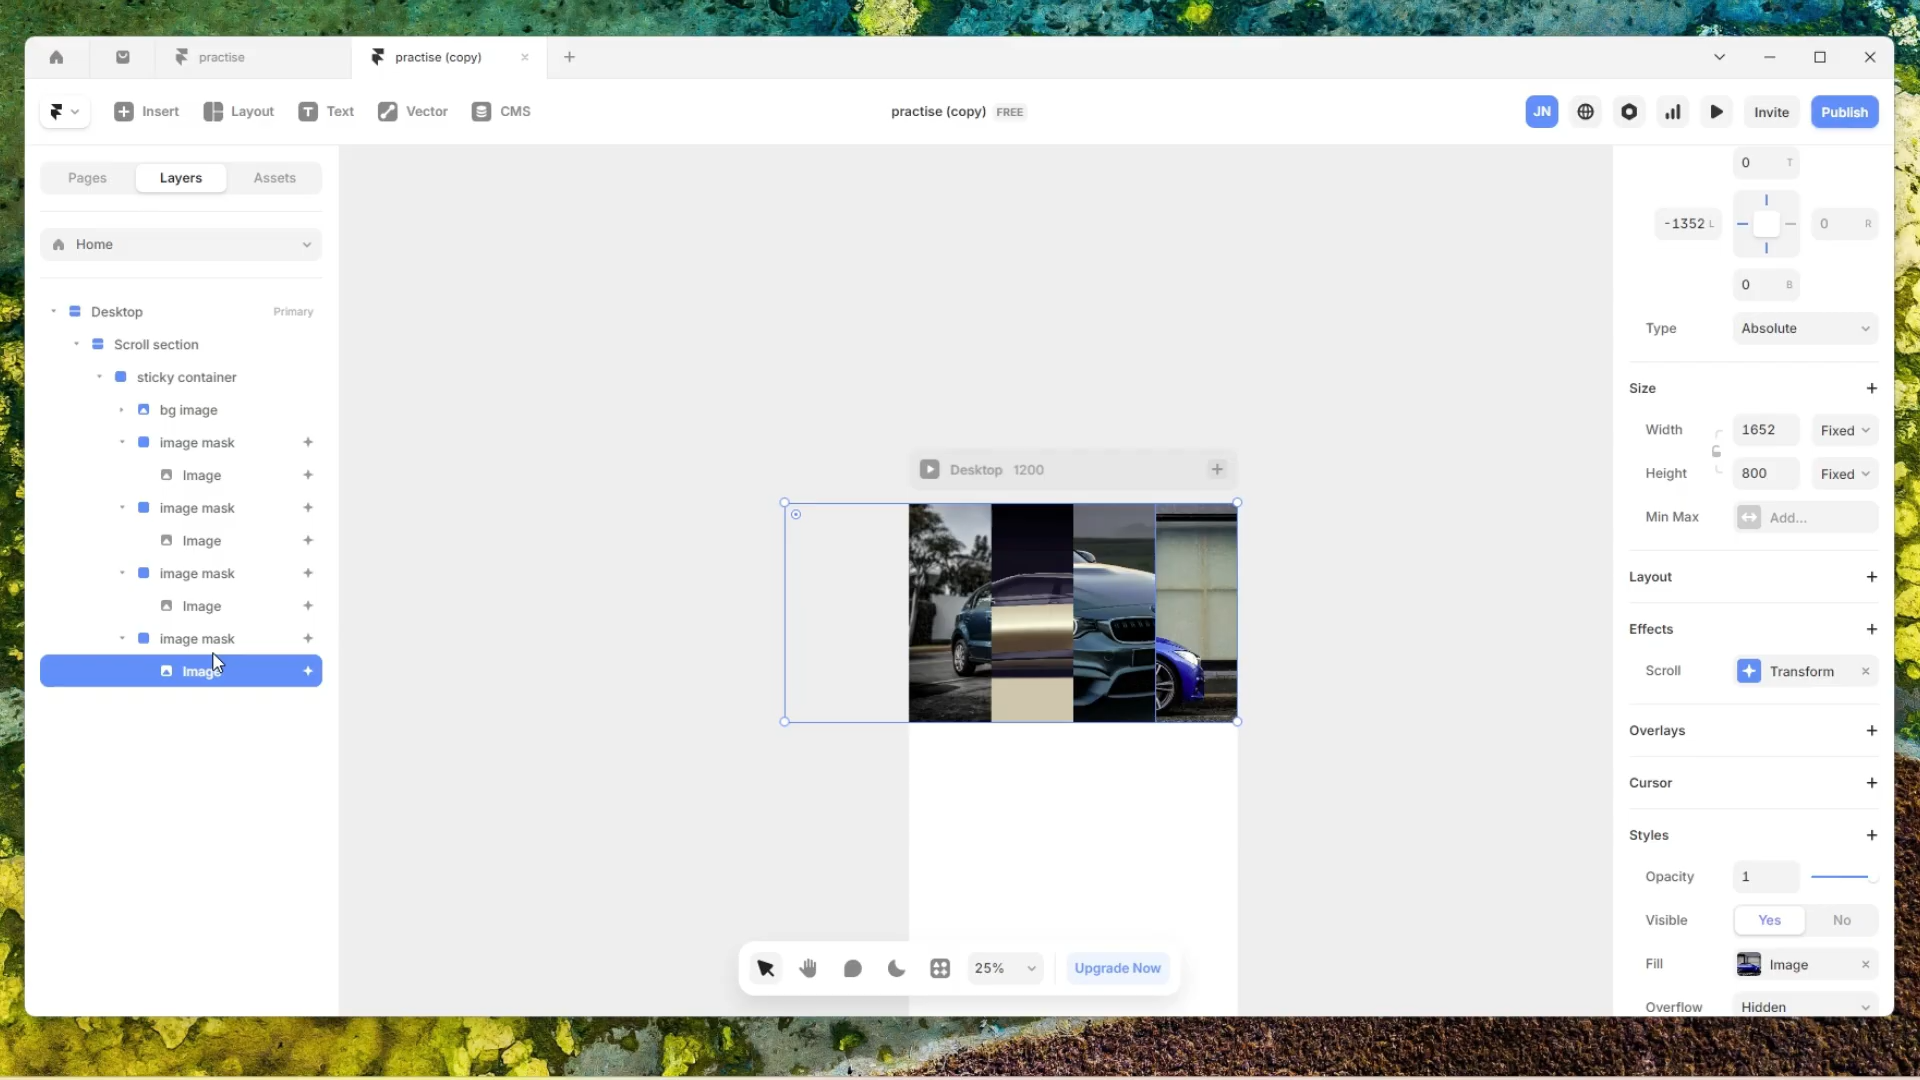 practise
practise (copy)
Insert
Layout
Text
Vector
CMS
practise (copy) FREE
JN
Invite
Publish
Pages
Layers
Assets
Home
Desktop Primary
Scroll section
sticky container
bg image
image mask
Image
image mask
Image
image mask
Image
image mask
Image
Desktop 1200
25%
Upgrade Now
0 T
-1352 L
0 R
0 B
Type Absolute
Size
Width 1652 Fixed
Height 800 Fixed
Min Max Add...
Layout
Effects
Scroll Transform
Overlays
Cursor
Styles
Opacity 1
Visible Yes No
Fill Image
Overflow Hidden